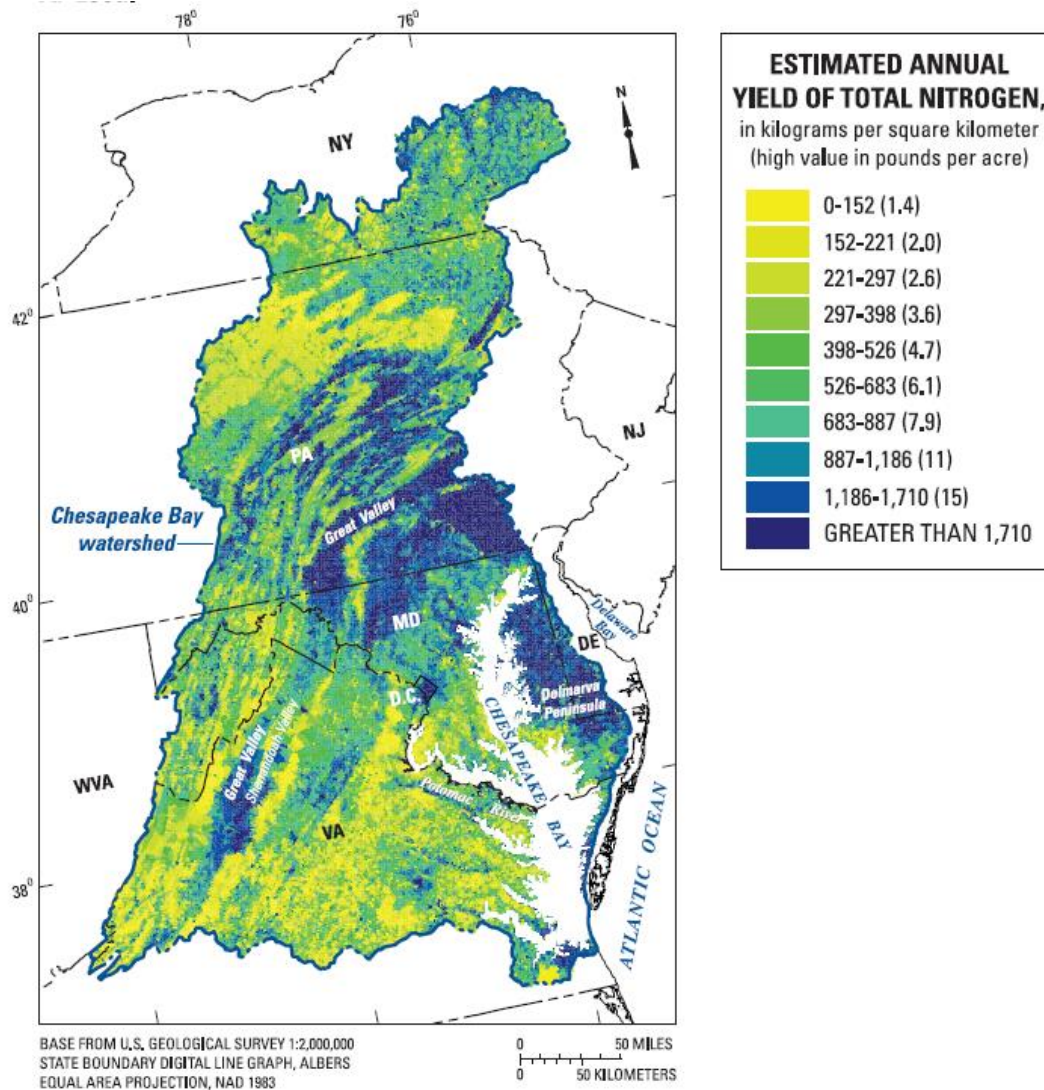 78°
76°
N
NY
42°
NJ
PA
Chesapeake Bay
watershed
Great Valley
40°
MD
Delaware
Bay
DE
D.C.
Delmarva
Peninsula
CHESAPEAKE
BAY
Great Valley
Shenandoah Valley
WVA
Potomac River
VA
38°
ATLANTIC OCEAN
BASE FROM U.S. GEOLOGICAL SURVEY 1:2,000,000
STATE BOUNDARY DIGITAL LINE GRAPH, ALBERS
EQUAL AREA PROJECTION, NAD 1983
0 50 MILES
0 50 KILOMETERS
ESTIMATED ANNUAL
YIELD OF TOTAL NITROGEN,
in kilograms per square kilometer
(high value in pounds per acre)
0-152 (1.4)
152-221 (2.0)
221-297 (2.6)
297-398 (3.6)
398-526 (4.7)
526-683 (6.1)
683-887 (7.9)
887-1,186 (11)
1,186-1,710 (15)
GREATER THAN 1,710